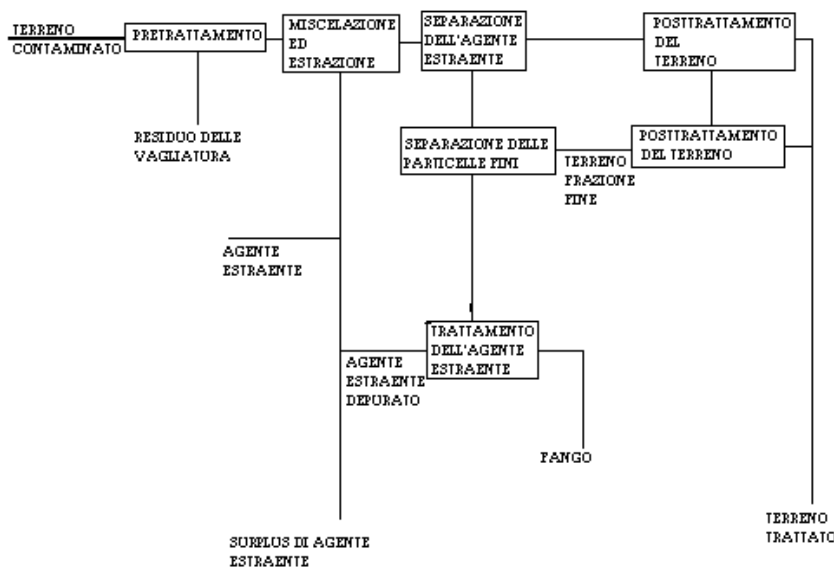 TERRENO
CONTAMINATO
PRETRATTAMENTO
MISCELAZIONE
ED
ESTRAZIONE
SEPARAZIONE
DELL'AGENTE
ESTRAENTE
POSTTRATTAMENTO
DEL
TERRENO
RESIDUO DELLE
VAGLIATURA
SEPARAZIONE DELLE
PARTICELLE FINI
TERRENO
FRAZIONE
FINE
POSTTRATTAMENTO
DEL TERRENO
AGENTE
ESTRAENTE
TRATTAMENTO
DELL'AGENTE
ESTRAENTE
AGENTE
ESTRAENTE
DEPURATO
FANGO
SURPLUS DI AGENTE
ESTRAENTE
TERRENO
TRATTATO